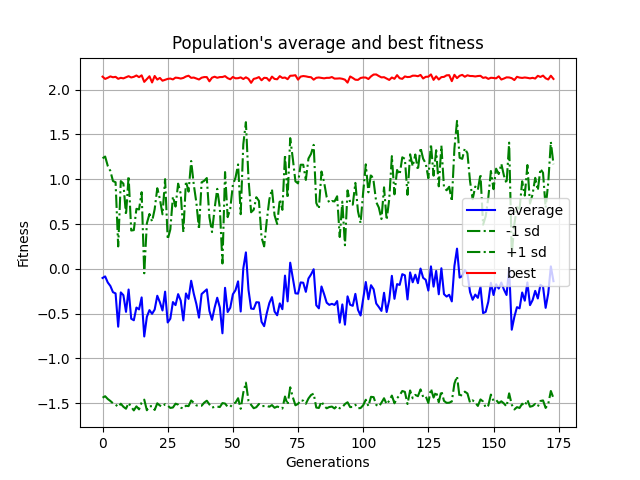 Population's average and best fitness
Fitness
2.0
1.5
1.0
0.5
0.0
−0.5
−1.0
−1.5
average
-1 sd
+1 sd
best
0
25
50
75
100
125
150
175
Generations